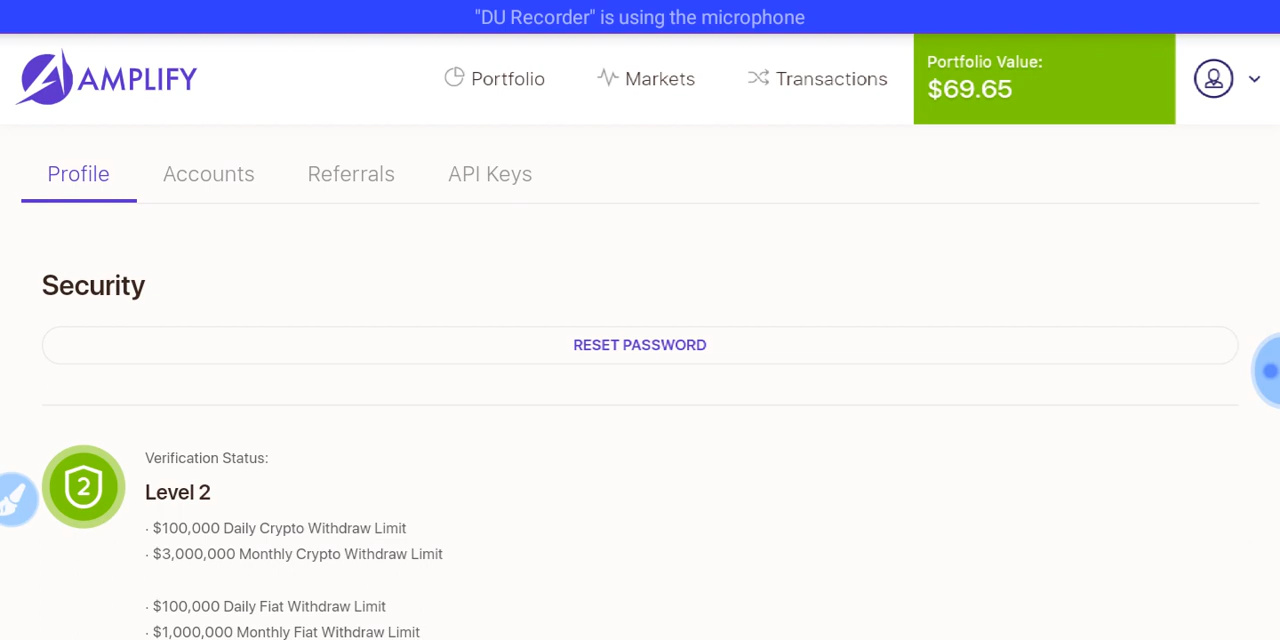 "DU Recorder" is using the microphone
AMPLIFY
Portfolio
Markets
Transactions
Portfolio Value:
$69.65
Profile
Accounts
Referrals
API Keys
Security
RESET PASSWORD
2
Verification Status:
Level 2
· $100,000 Daily Crypto Withdraw Limit
· $3,000,000 Monthly Crypto Withdraw Limit
· $100,000 Daily Fiat Withdraw Limit
· $1,000,000 Monthly Fiat Withdraw Limit